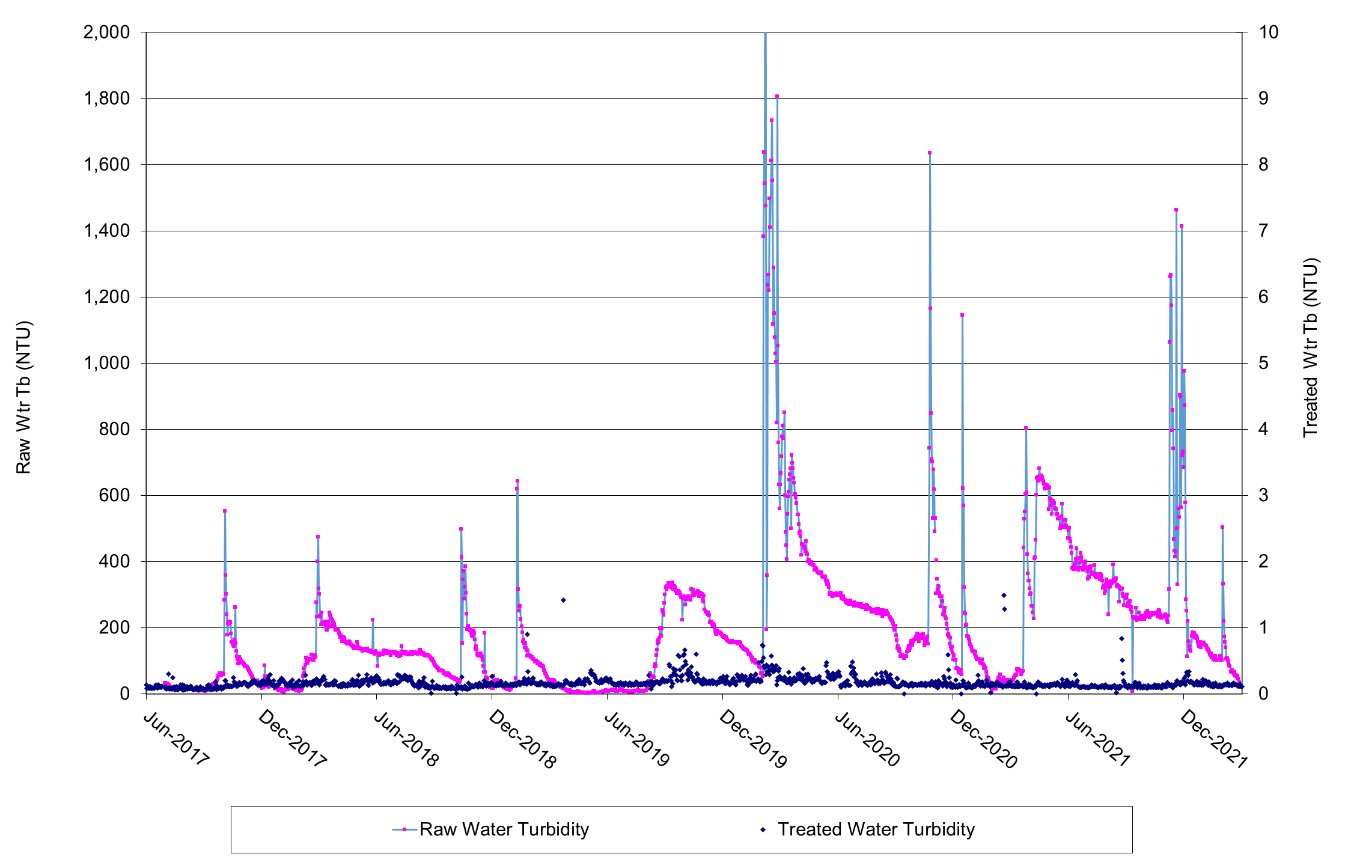 2,000
1,800
1,600
1,400
1,200
1,000
800
600
400
200
0
Raw Wtr Tb (NTU)
10
9
8
7
6
5
4
3
2
1
0
Treated Wtr Tb (NTU)
Jun-2017
Dec-2017
Jun-2018
Dec-2018
Jun-2019
Dec-2019
Jun-2020
Dec-2020
Jun-2021
Dec-2021
Raw Water Turbidity
Treated Water Turbidity